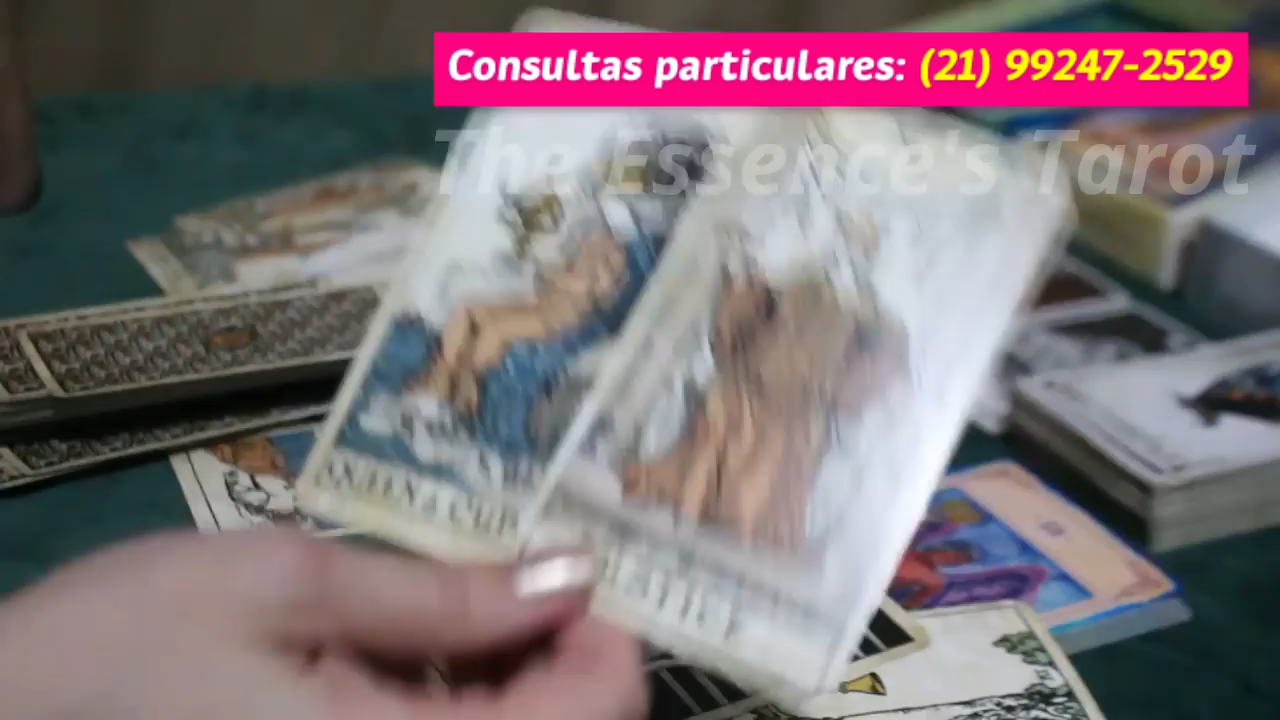 Consultas particulares: (21) 99247-2529
The Essence's Tarot